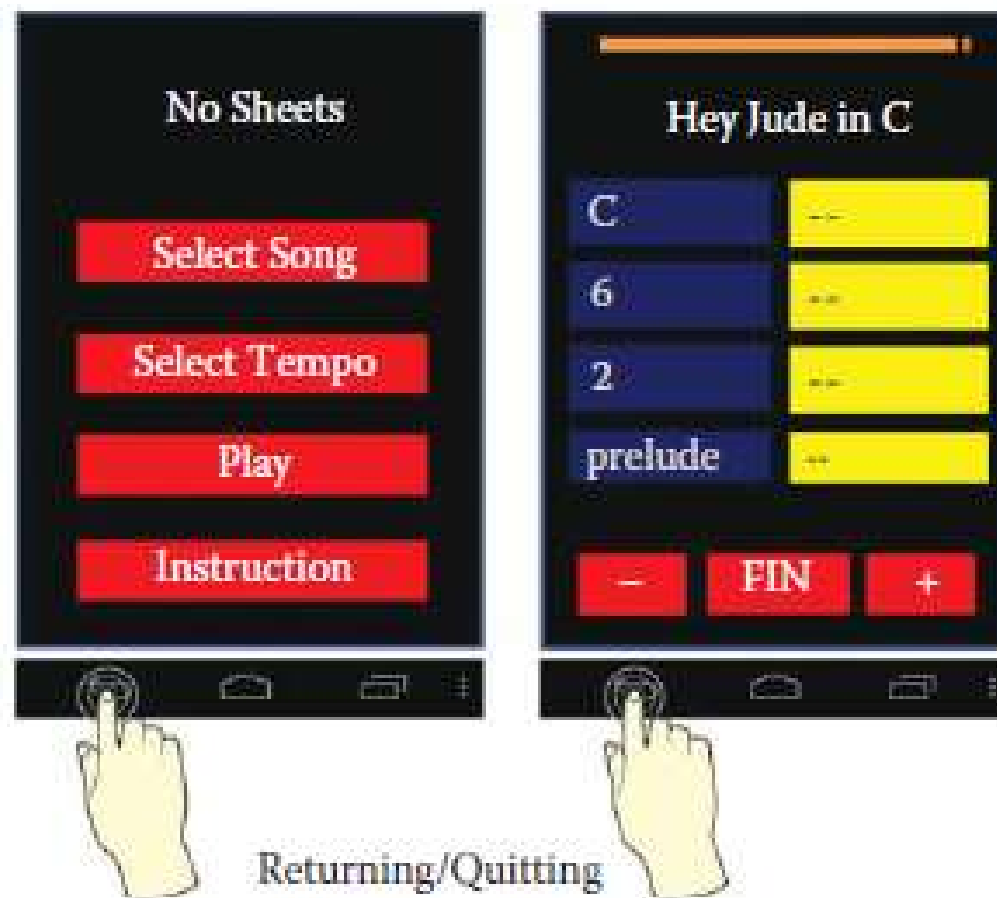 No Sheets
Select Song
Select Tempo
Play
Instruction
Hey Jude in C
C --
6 --
2 --
prelude --
– FIN +
Returning/Quitting